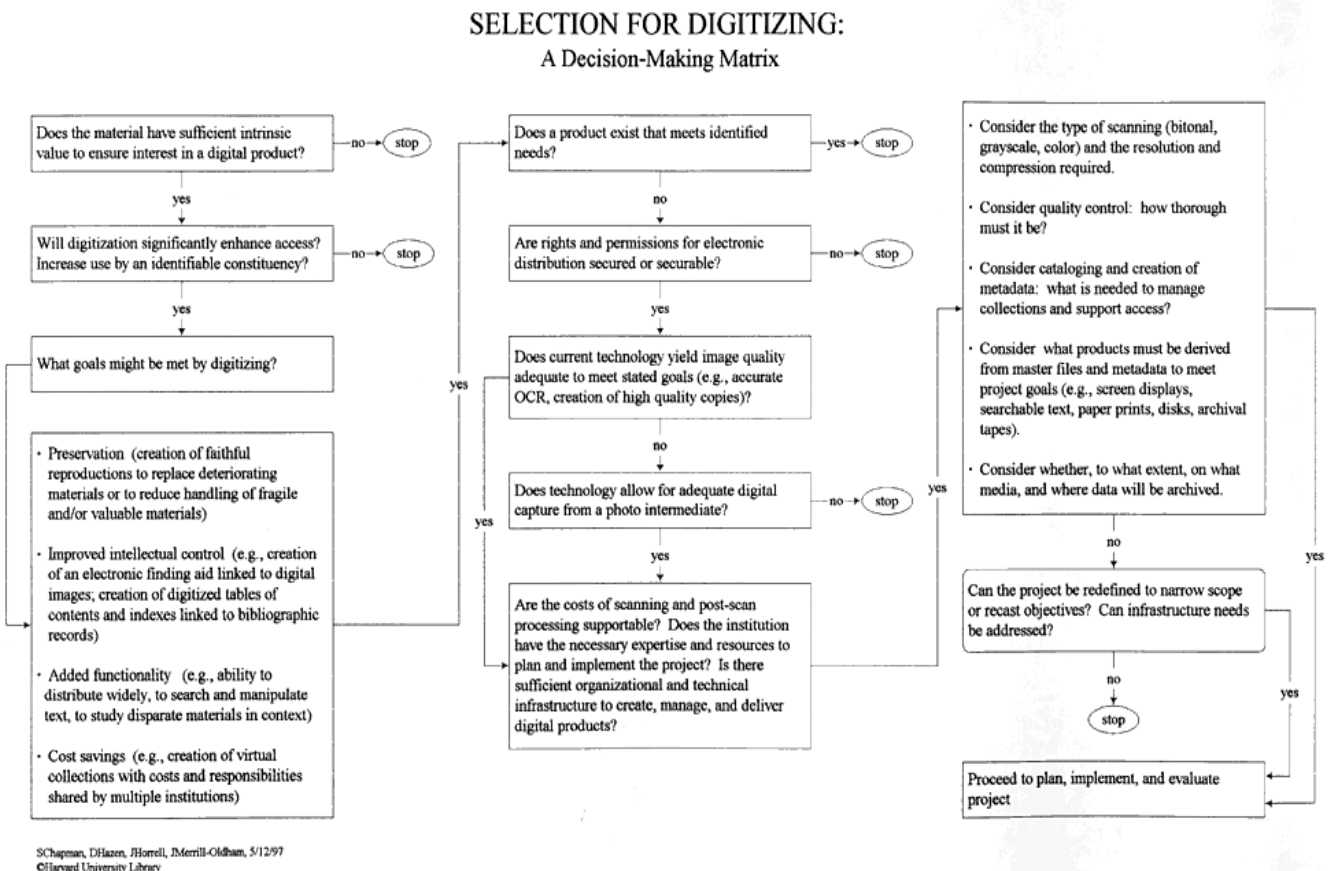 SELECTION FOR DIGITIZING:
A Decision-Making Matrix
Does the material have sufficient intrinsic
value to ensure interest in a digital product?
no
stop
yes
Will digitization significantly enhance access?
Increase use by an identifiable constituency?
no
stop
yes
What goals might be met by digitizing?
· Preservation (creation of faithful
reproductions to replace deteriorating
materials or to reduce handling of fragile
and/or valuable materials)
· Improved intellectual control (e.g., creation
of an electronic finding aid linked to digital
images; creation of digitized tables of
contents and indexes linked to bibliographic
records)
· Added functionality (e.g., ability to
distribute widely, to search and manipulate
text, to study disparate materials in context)
· Cost savings (e.g., creation of virtual
collections with costs and responsibilities
shared by multiple institutions)
yes
Does a product exist that meets identified
needs?
yes
stop
no
Are rights and permissions for electronic
distribution secured or securable?
no
stop
yes
Does current technology yield image quality
adequate to meet stated goals (e.g., accurate
OCR, creation of high quality copies)?
no
yes
Does technology allow for adequate digital
capture from a photo intermediate?
no
stop
yes
Are the costs of scanning and post-scan
processing supportable? Does the institution
have the necessary expertise and resources to
plan and implement the project? Is there
sufficient organizational and technical
infrastructure to create, manage, and deliver
digital products?
yes
· Consider the type of scanning (bitonal,
grayscale, color) and the resolution and
compression required.
· Consider quality control: how thorough
must it be?
· Consider cataloging and creation of
metadata: what is needed to manage
collections and support access?
· Consider what products must be derived
from master files and metadata to meet
project goals (e.g., screen displays,
searchable text, paper prints, disks, archival
tapes).
· Consider whether, to what extent, on what
media, and where data will be archived.
no
yes
Can the project be redefined to narrow scope
or recast objectives? Can infrastructure needs
be addressed?
no
stop
yes
Proceed to plan, implement, and evaluate
project
SChapman, DHazen, JHorrell, JMerrill-Oldham, 5/12/97
©Harvard University Library